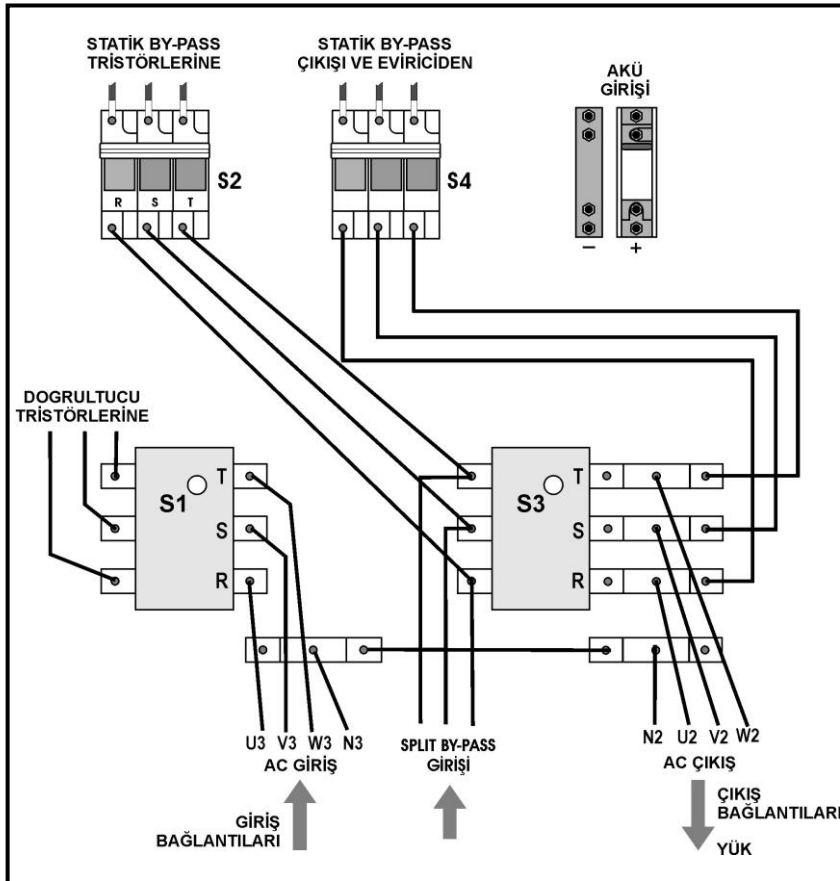 STATİK BY-PASS
TRİSTÖRLERİNE
STATİK BY-PASS
ÇIKIŞI VE EVİRİCİDEN
AKÜ
GİRİŞİ
S2
R S T
S4
− +
DOGRULTUCU
TRİSTÖRLERİNE
S1
T
S
R
S3
T
S
R
U3 V3 W3 N3
AC GİRİŞ
SPLIT BY-PASS
GİRİŞİ
N2 U2 V2 W2
AC ÇIKIŞ
GİRİŞ
BAĞLANTILARI
ÇIKIŞ
BAĞLANTILARI
YÜK